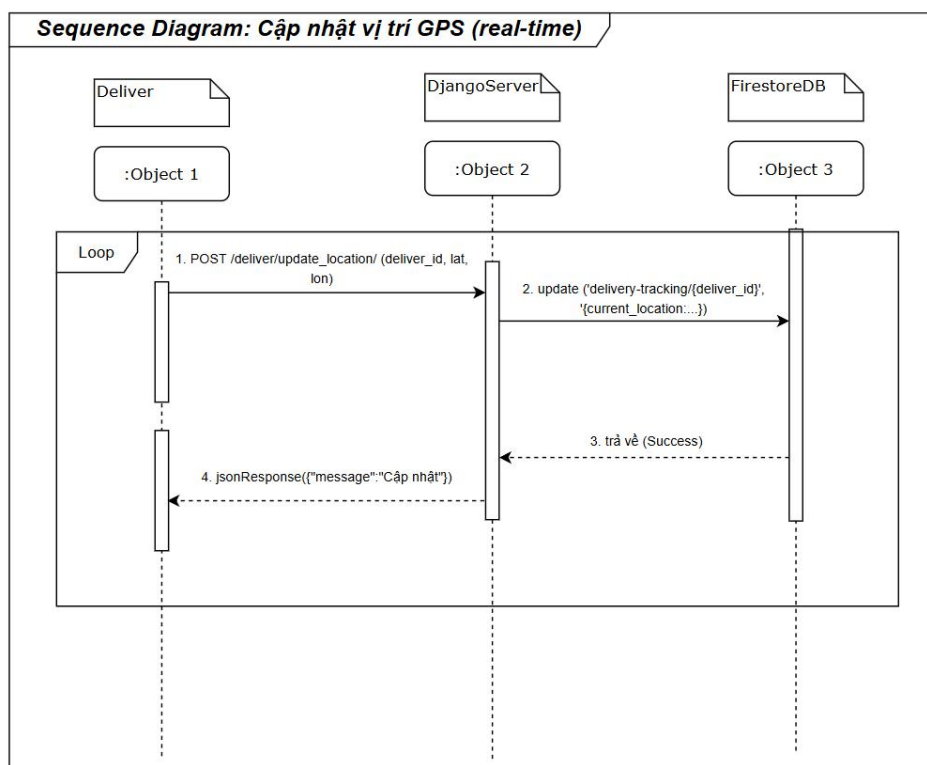 Sequence Diagram: Cập nhật vị trí GPS (real-time)
Deliver
DjangoServer
FirestoreDB
:Object 1
:Object 2
:Object 3
Loop
1. POST /deliver/update_location/ (deliver_id, lat,
lon)
2. update ('delivery-tracking/{deliver_id}',
'{current_location:...})
3. trả về (Success)
4. jsonResponse({"message":"Cập nhật"})